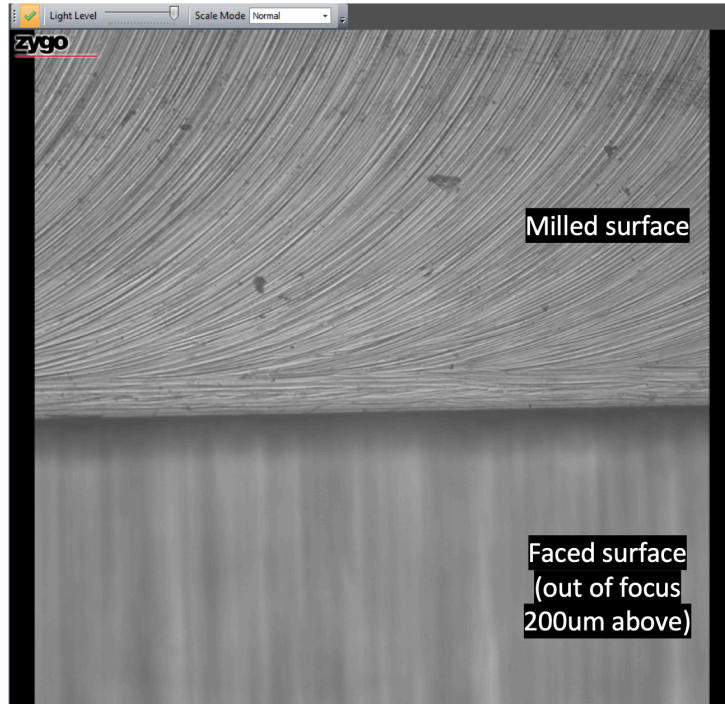 Light Level Scale Mode Normal
zygo
Milled surface
Faced surface
(out of focus
200um above)